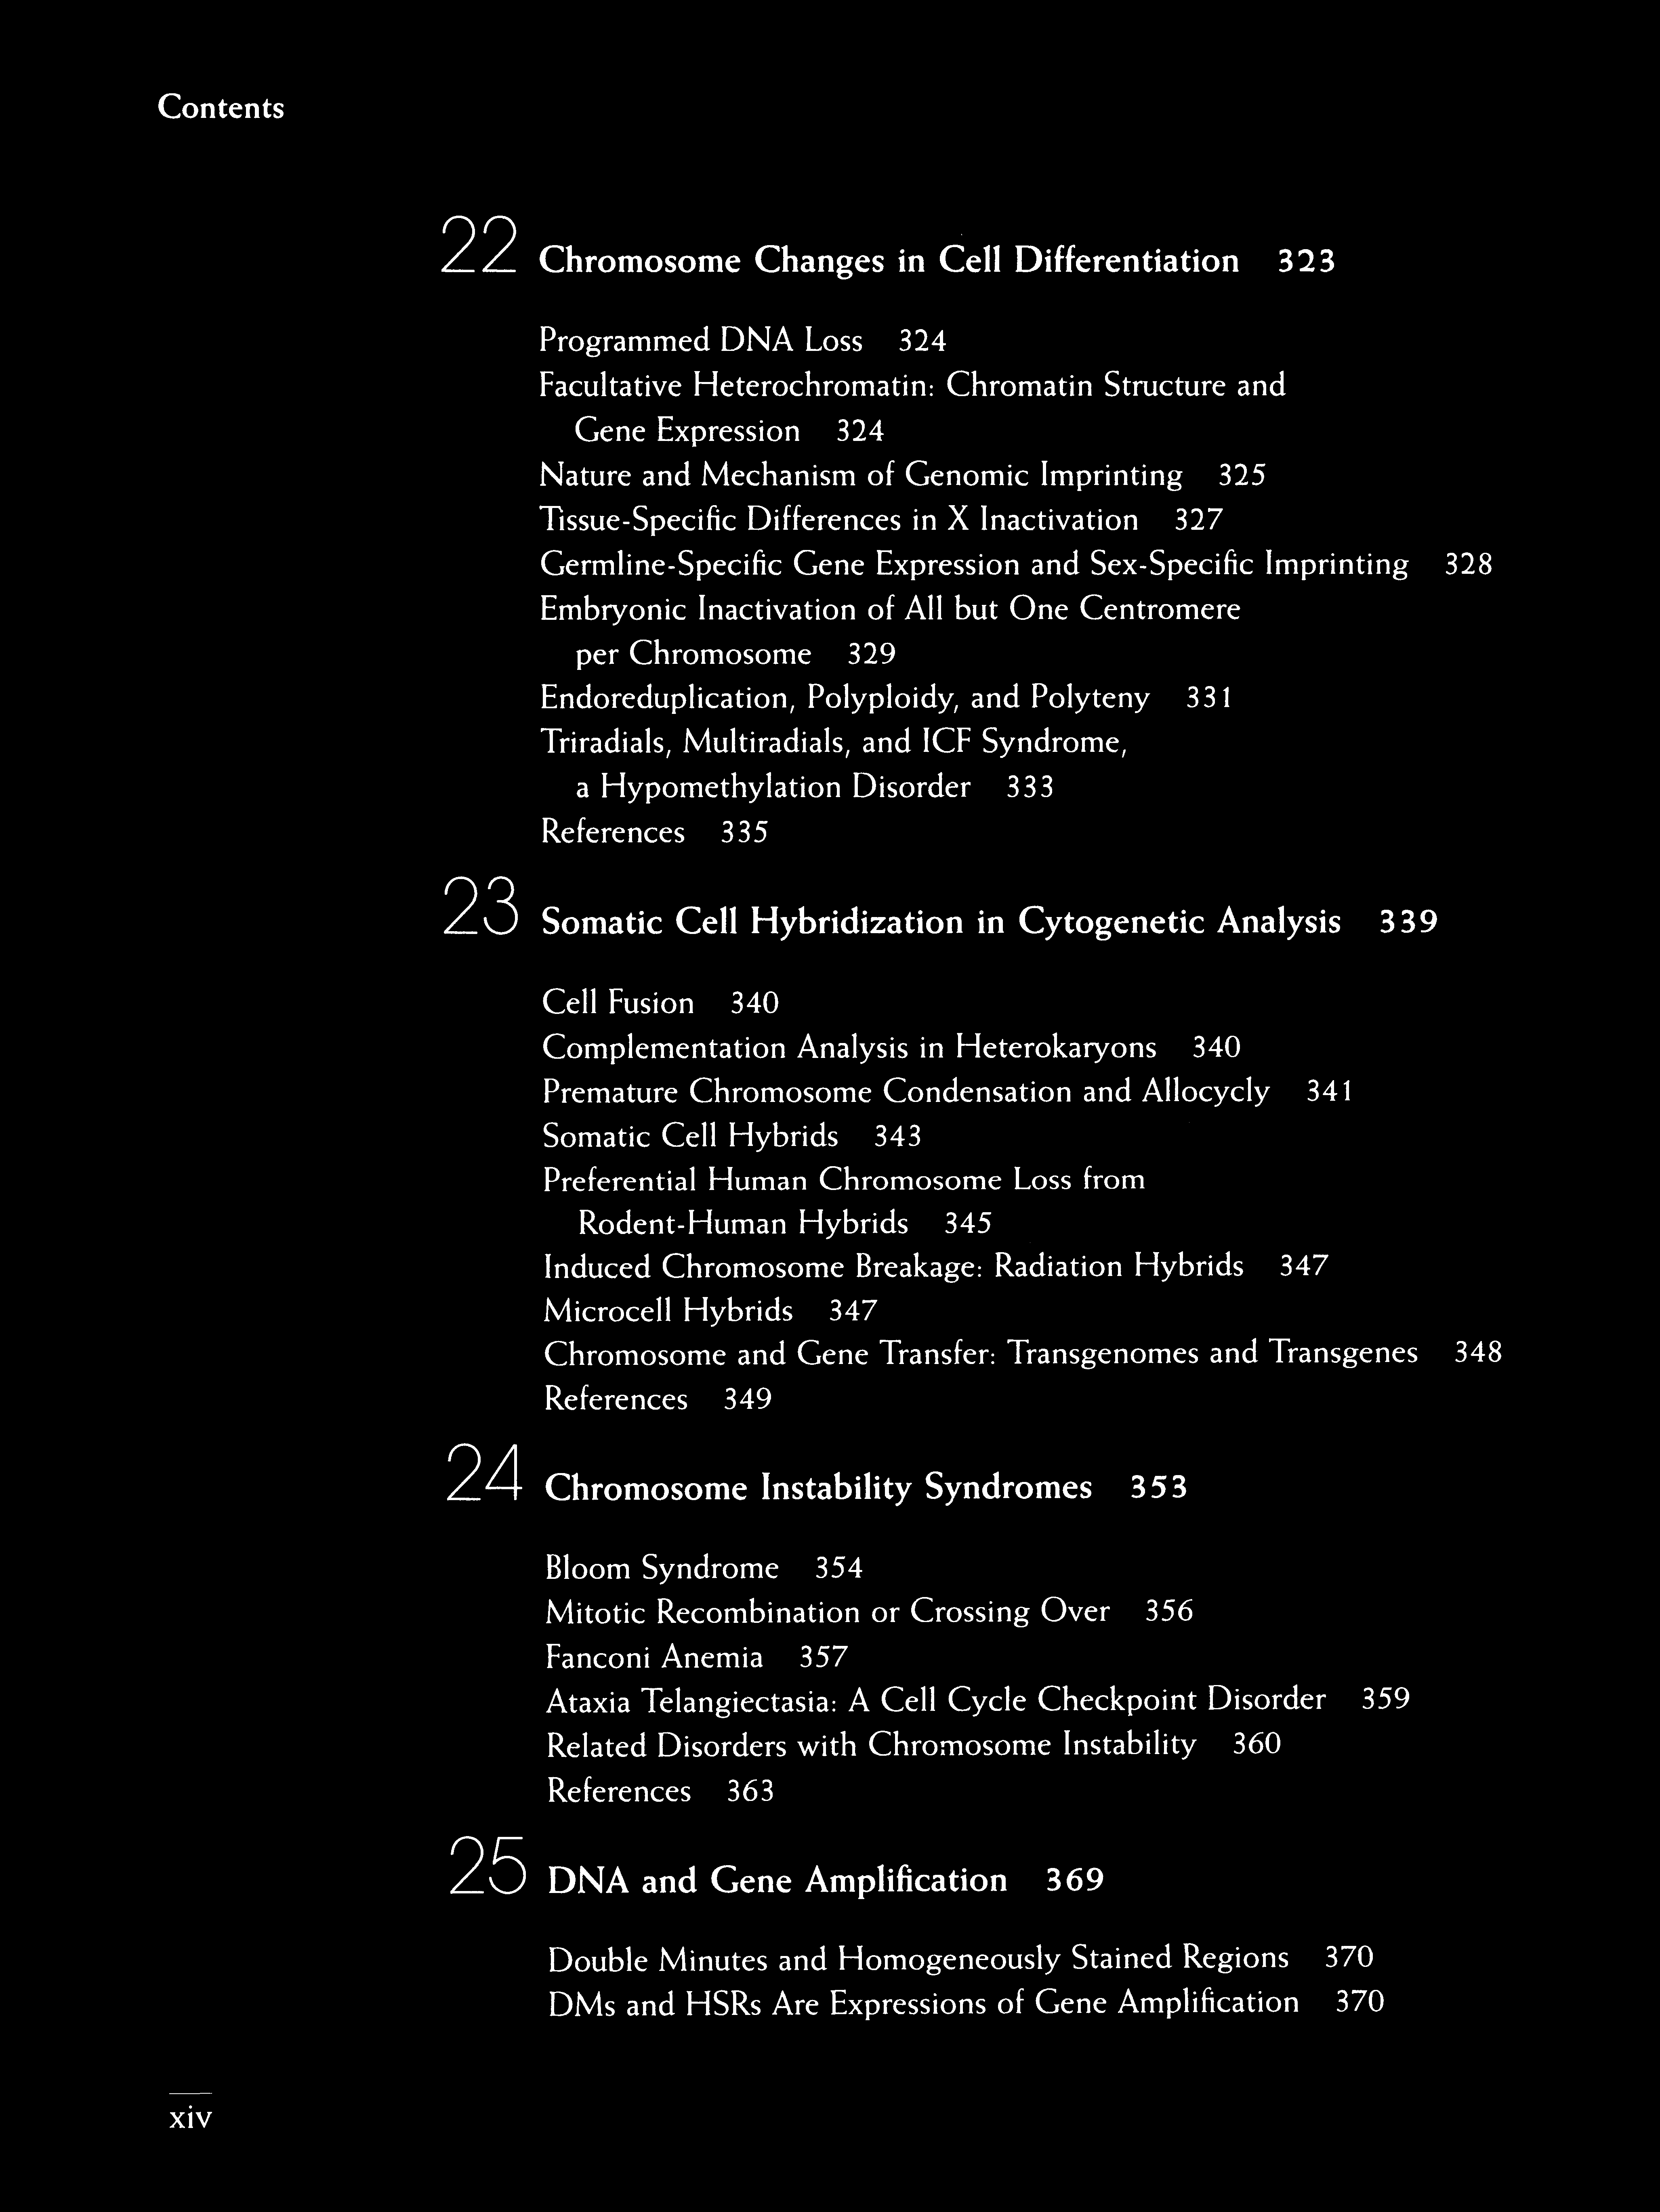 Contents
22 Chromosome Changes in Cell Differentiation 323
Programmed DNA Loss 324
Facultative Heterochromatin: Chromatin Structure and
Gene Expression 324
Nature and Mechanism of Genomic Imprinting 325
Tissue-Specific Differences in X Inactivation 327
Germline-Specific Gene Expression and Sex-Specific Imprinting 328
Embryonic Inactivation of All but One Centromere
per Chromosome 329
Endoreduplication, Polyploidy, and Polyteny 331
Triradials, Multiradials, and ICF Syndrome,
a Hypomethylation Disorder 333
References 335
23 Somatic Cell Hybridization in Cytogenetic Analysis 339
Cell Fusion 340
Complementation Analysis in Heterokaryons 340
Premature Chromosome Condensation and Allocycly 341
Somatic Cell Hybrids 343
Preferential Human Chromosome Loss from
Rodent-Human Hybrids 345
Induced Chromosome Breakage: Radiation Hybrids 347
Microcell Hybrids 347
Chromosome and Gene Transfer: Transgenomes and Transgenes 348
References 349
24 Chromosome Instability Syndromes 353
Bloom Syndrome 354
Mitotic Recombination or Crossing Over 356
Fanconi Anemia 357
Ataxia Telangiectasia: A Cell Cycle Checkpoint Disorder 359
Related Disorders with Chromosome Instability 360
References 363
25 DNA and Gene Amplification 369
Double Minutes and Homogeneously Stained Regions 370
DMs and HSRs Are Expressions of Gene Amplification 370
xiv